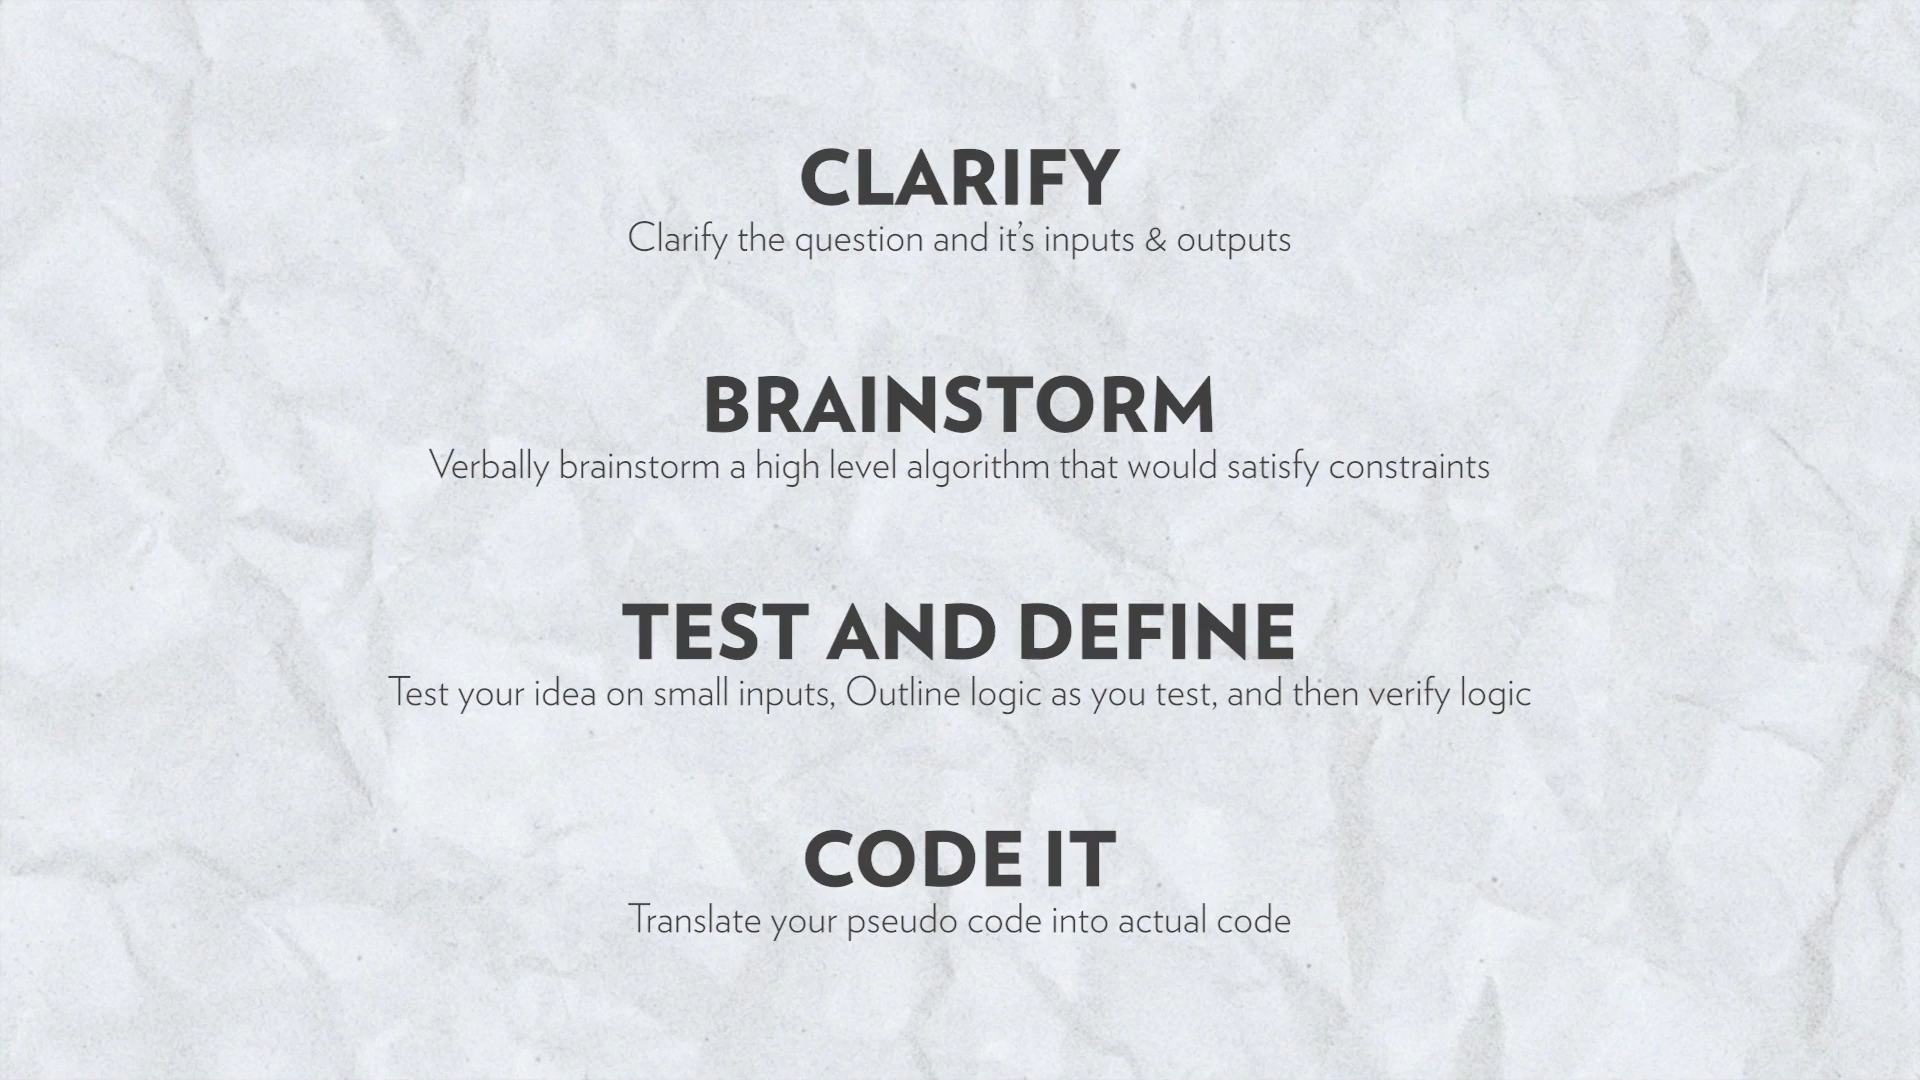 CLARIFY
Clarify the question and it’s inputs & outputs
BRAINSTORM
Verbally brainstorm a high level algorithm that would satisfy constraints
TEST AND DEFINE
Test your idea on small inputs, Outline logic as you test, and then verify logic
CODE IT
Translate your pseudo code into actual code